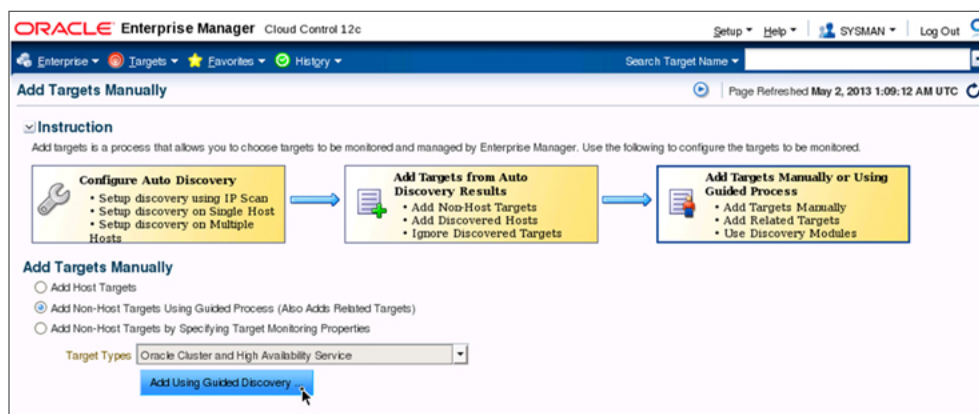 ORACLE Enterprise Manager Cloud Control 12c
Setup Help SYSMAN Log Out
Enterprise Targets Favorites History
Search Target Name
Add Targets Manually
Page Refreshed May 2, 2013 1:09:12 AM UTC
Instruction
Add targets is a process that allows you to choose targets to be monitored and managed by Enterprise Manager. Use the following to configure the targets to be monitored.
Configure Auto Discovery
• Setup discovery using IP Scan
• Setup discovery on Single Host
• Setup discovery on Multiple
Hosts
Add Targets from Auto
Discovery Results
• Add Non-Host Targets
• Add Discovered Hosts
• Ignore Discovered Targets
Add Targets Manually or Using
Guided Process
• Add Targets Manually
• Add Related Targets
• Use Discovery Modules
Add Targets Manually
Add Host Targets
Add Non-Host Targets Using Guided Process (Also Adds Related Targets)
Add Non-Host Targets by Specifying Target Monitoring Properties
Target Types Oracle Cluster and High Availability Service
Add Using Guided Discovery ...